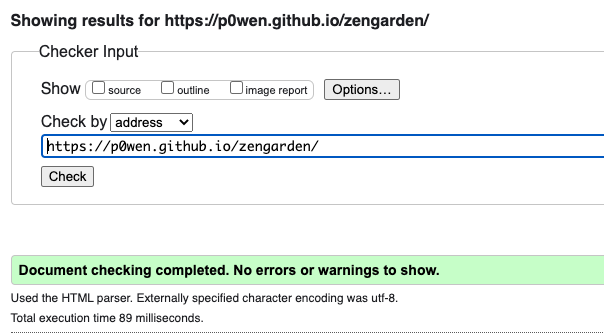 Showing results for https://p0wen.github.io/zengarden/
Checker Input
Show source outline image report Options...
Check by address
https://p0wen.github.io/zengarden/
Check
Document checking completed. No errors or warnings to show.
Used the HTML parser. Externally specified character encoding was utf-8.
Total execution time 89 milliseconds.